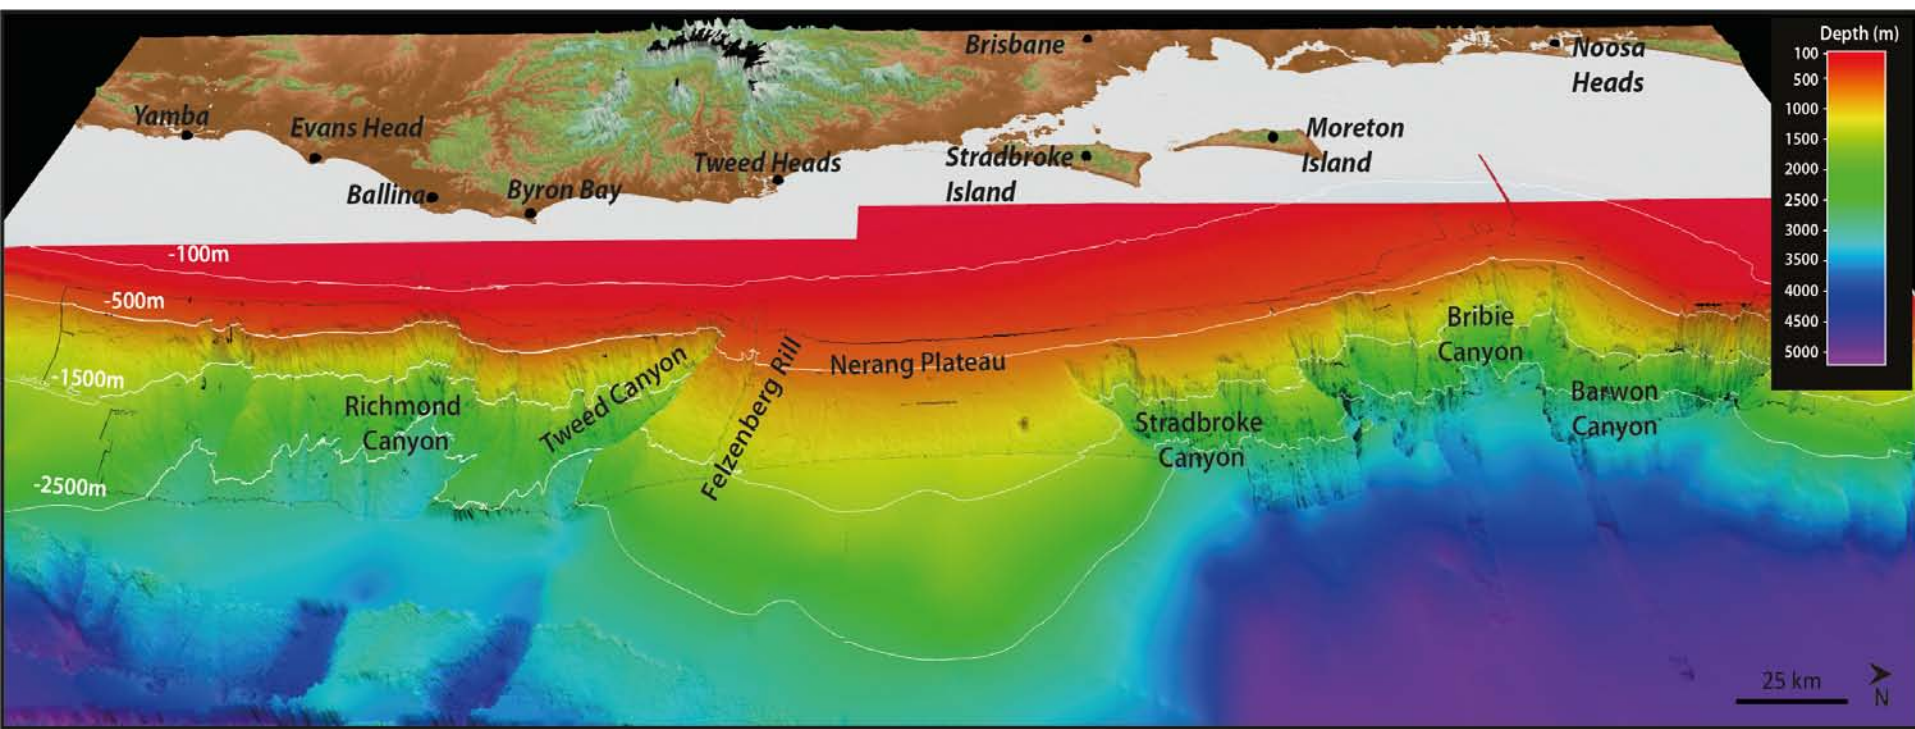 Depth (m)
100
500
1000
1500
2000
2500
3000
3500
4000
4500
5000
Brisbane
Noosa
Heads
Yamba
Evans Head
Moreton
Island
Tweed Heads
Stradbroke
Island
Ballina
Byron Bay
-100m
-500m
-1500m
-2500m
Richmond
Canyon
Tweed Canyon
Felzenberg Rill
Nerang Plateau
Stradbroke
Canyon
Bribie
Canyon
Barwon
Canyon
25 km
N